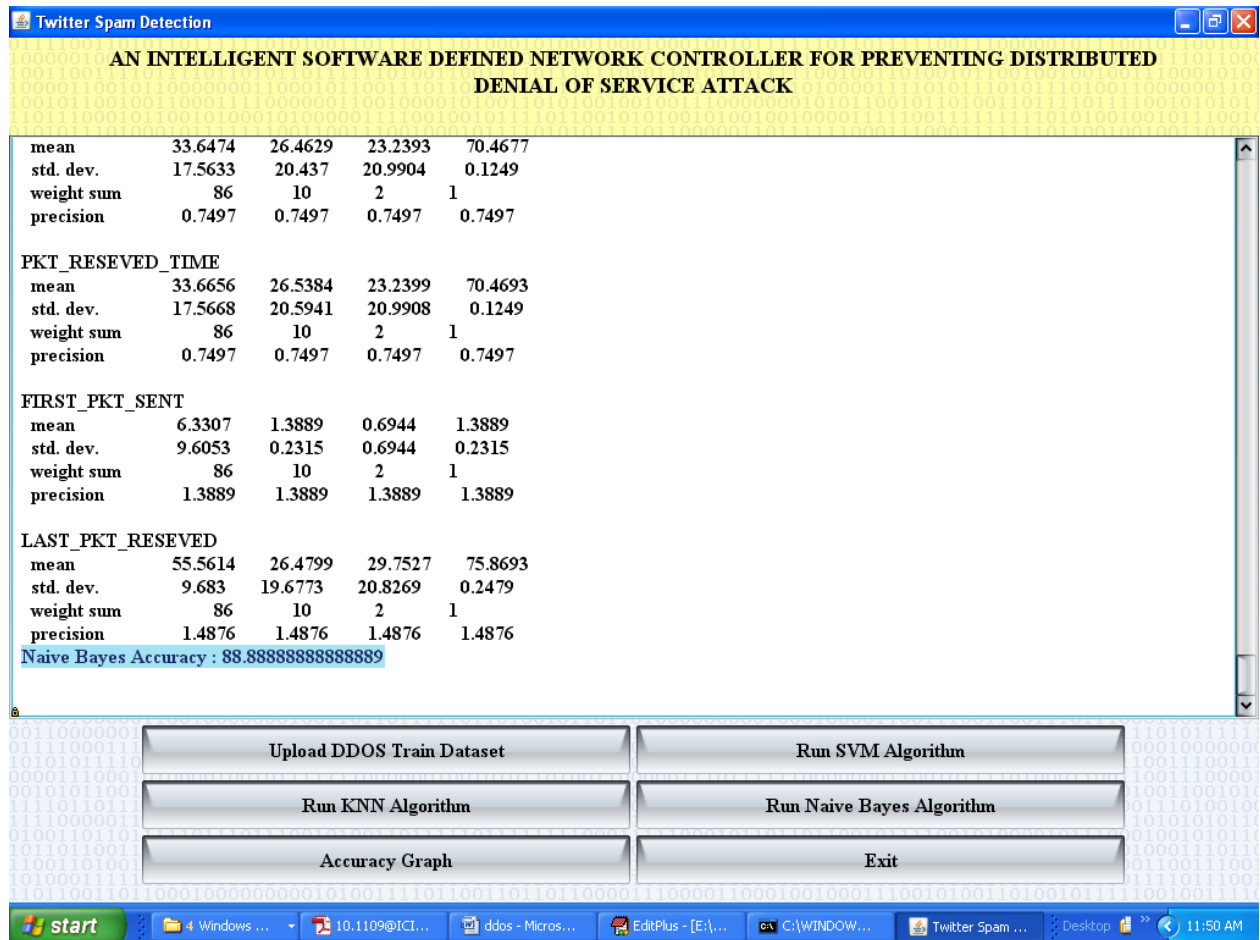 Twitter Spam Detection
AN INTELLIGENT SOFTWARE DEFINED NETWORK CONTROLLER FOR PREVENTING DISTRIBUTED
DENIAL OF SERVICE ATTACK
mean 33.6474 26.4629 23.2393 70.4677
std. dev. 17.5633 20.437 20.9904 0.1249
weight sum 86 10 2 1
precision 0.7497 0.7497 0.7497 0.7497
PKT_RESEVED_TIME
mean 33.6656 26.5384 23.2399 70.4693
std. dev. 17.5668 20.5941 20.9908 0.1249
weight sum 86 10 2 1
precision 0.7497 0.7497 0.7497 0.7497
FIRST_PKT_SENT
mean 6.3307 1.3889 0.6944 1.3889
std. dev. 9.6053 0.2315 0.6944 0.2315
weight sum 86 10 2 1
precision 1.3889 1.3889 1.3889 1.3889
LAST_PKT_RESEVED
mean 55.5614 26.4799 29.7527 75.8693
std. dev. 9.683 19.6773 20.8269 0.2479
weight sum 86 10 2 1
precision 1.4876 1.4876 1.4876 1.4876
Naive Bayes Accuracy : 88.88888888888889
Upload DDOS Train Dataset Run SVM Algorithm
Run KNN Algorithm Run Naive Bayes Algorithm
Accuracy Graph Exit
start 4 Windows ... 10.1109@ICI... ddos - Micros... EditPlus - [E:\... C:\WINDOW... Twitter Spam ... Desktop » 11:50 AM